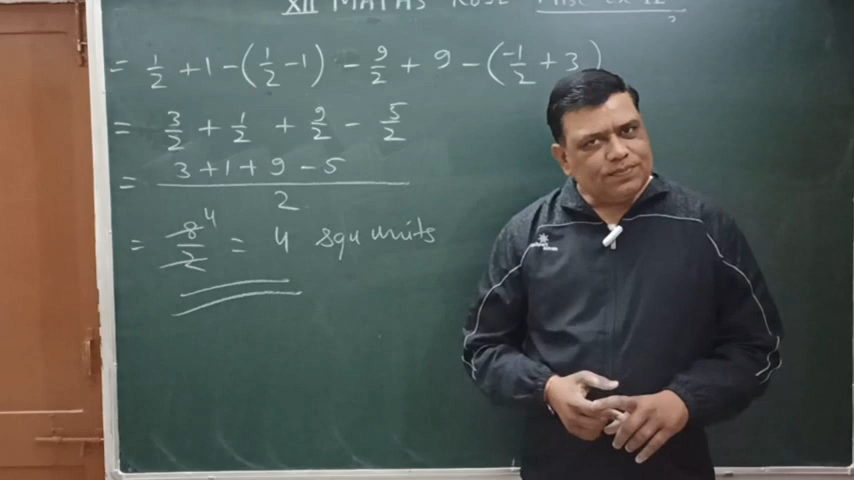 XII MATHS
= 1/2 + 1 - (1/2 - 1) - 9/2 + 9 - (-1/2 + 3)
= 3/2 + 1/2 + 9/2 - 5/2
= (3 + 1 + 9 - 5)/2
= 8/2 4 = 4 squ units